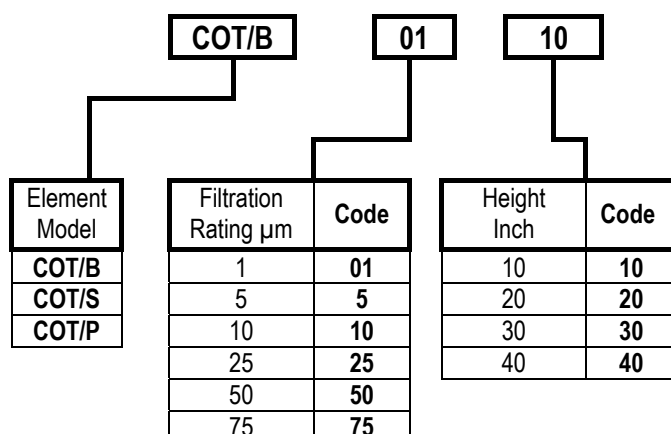 COT/B 01 10
Element Model
COT/B
COT/S
COT/P
Filtration Rating µm Code
1 01
5 5
10 10
25 25
50 50
75 75
Height Inch Code
10 10
20 20
30 30
40 40